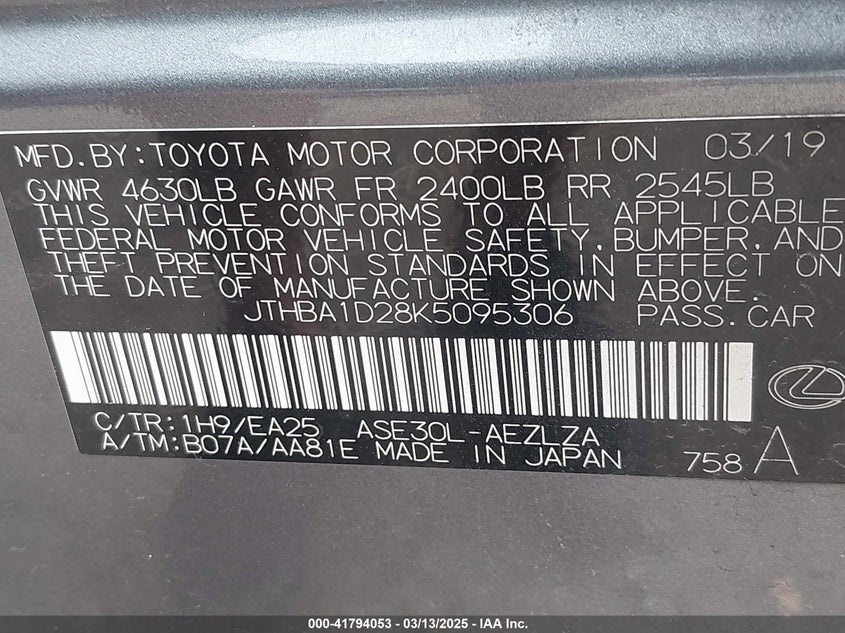 MFD.BY:TOYOTA MOTOR CORPORATION 03/19
GVWR 4630LB GAWR FR 2400LB RR 2545LB
THIS VEHICLE CONFORMS TO ALL APPLICABLE
FEDERAL MOTOR VEHICLE SAFETY,BUMPER,AND
THEFT PREVENTION STANDARDS IN EFFECT ON
THE DATE OF MANUFACTURE SHOWN ABOVE.
JTHBA1D28K5095306 PASS.CAR
C/TR:1H9/EA25 ASE30L-AEZLZA
A/TM:B07A/AA81E MADE IN JAPAN 758 A
000-41794053 - 03/13/2025 - IAA Inc.